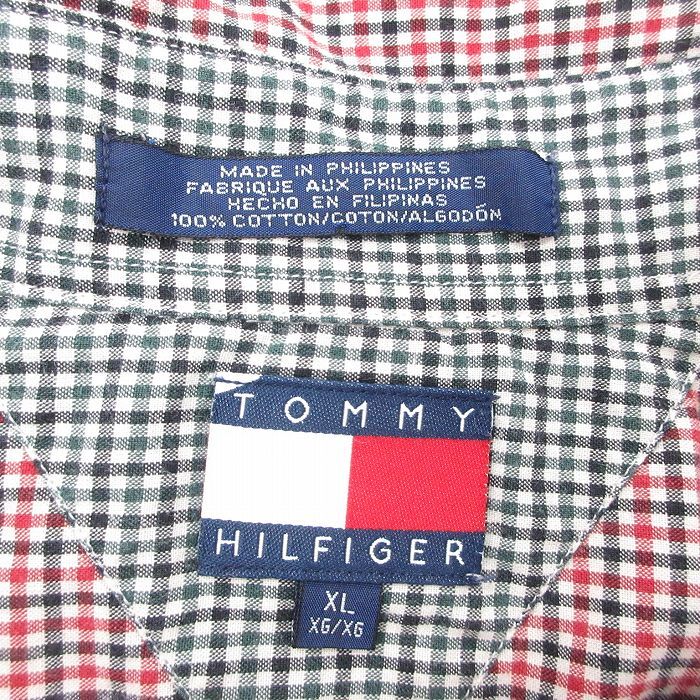 MADE IN PHILIPPINES
FABRIQUE AUX PHILIPPINES
HECHO EN FILIPINAS
100% COTTON/COTON/ALGODÓN
TOMMY
HILFIGER
XL
XG/XG